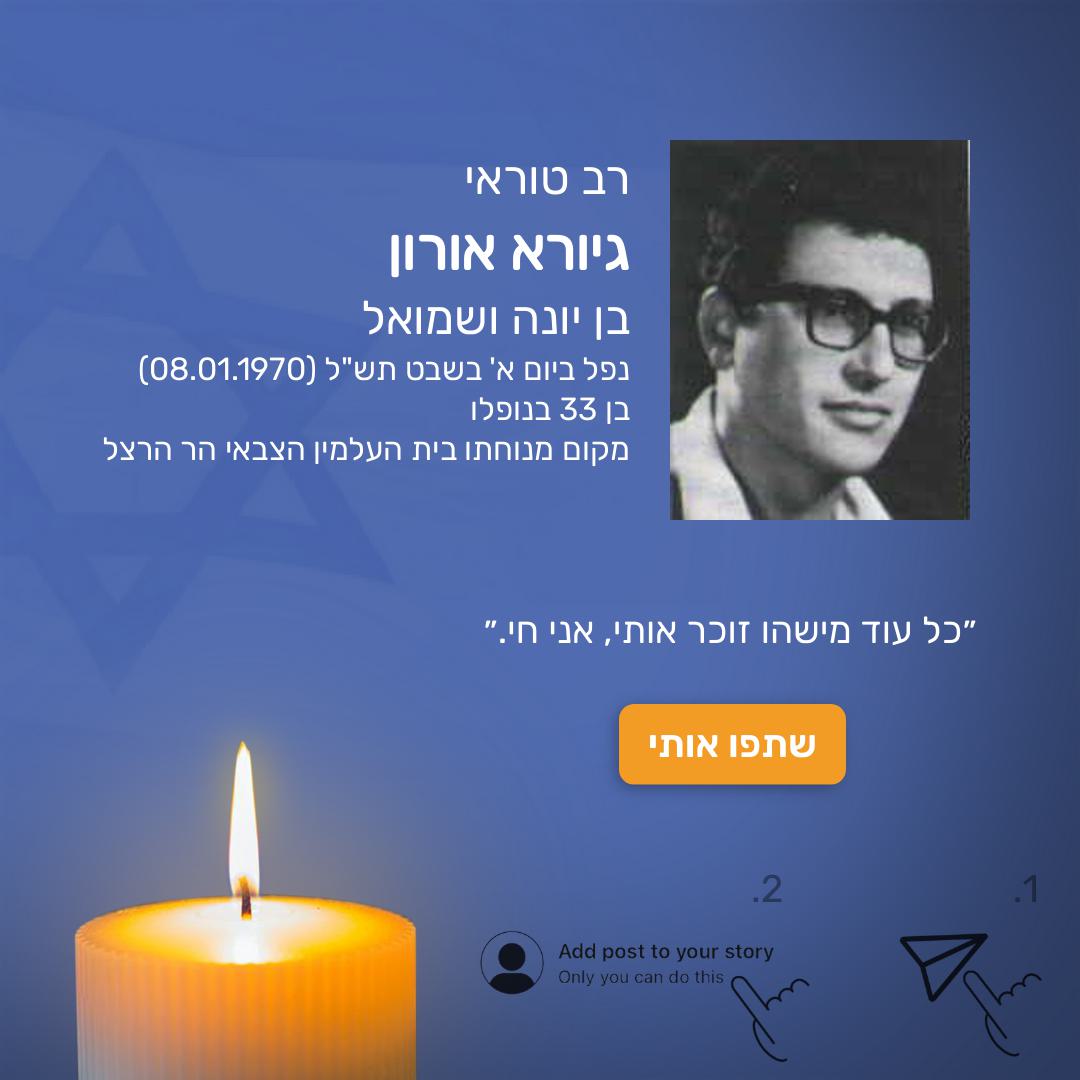 רב טוראי
גיורא אורון
בן יונה ושמואל
נפל ביום א' בשבט תש"ל (08.01.1970)
בן 33 בנופלו
מקום מנוחתו בית העלמין הצבאי הר הרצל
״כל עוד מישהו זוכר אותי, אני חי.״
שתפו אותי
1.
2.
Add post to your story
Only you can do this